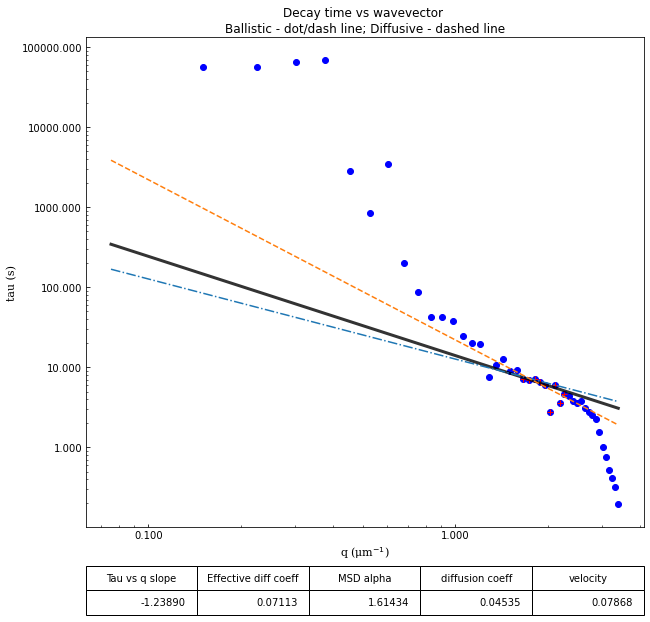 Decay time vs wavevector
Ballistic - dot/dash line; Diffusive - dashed line
100000.000
10000.000
1000.000
100.000
10.000
1.000
tau (s)
0.100 1.000
q (μm⁻¹)
Tau vs q slope Effective diff coeff MSD alpha diffusion coeff velocity
-1.23890 0.07113 1.61434 0.04535 0.07868